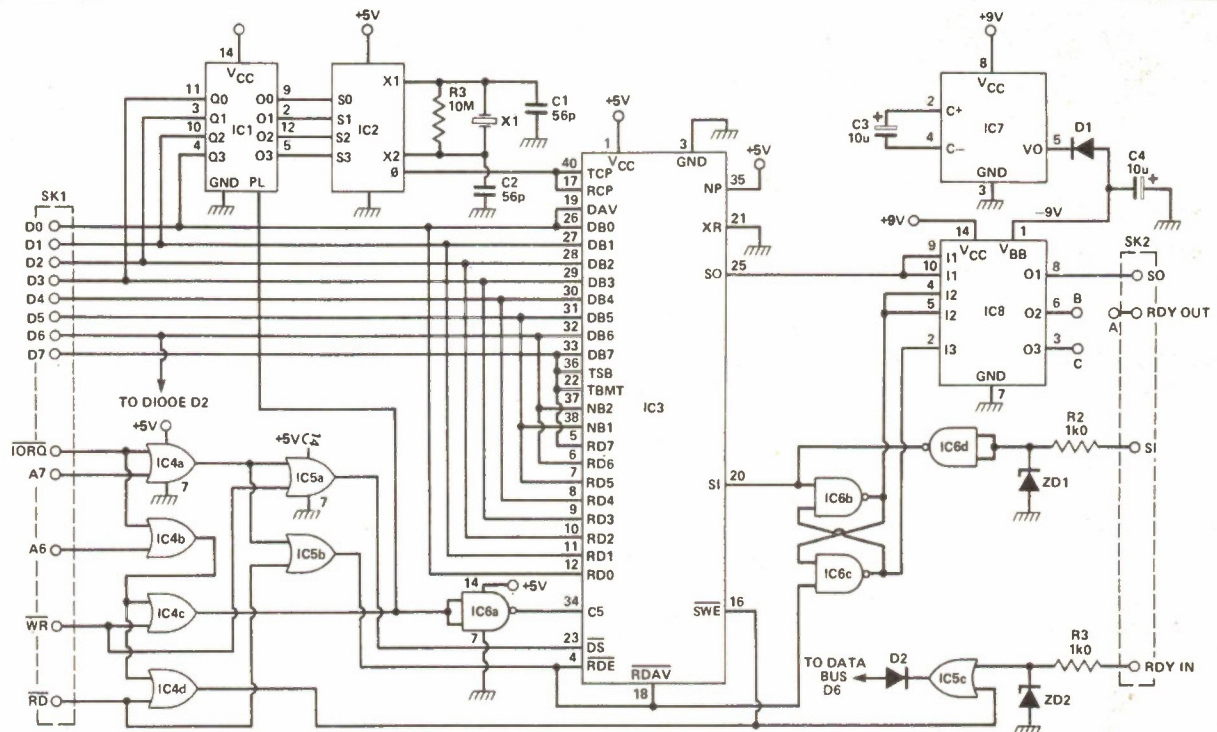 +5V
+9V
14
VCC
11
Q0
3
Q1
10
Q2
4
Q3
IC1
O0
9
O1
2
O2
12
O3
5
GND
PL
S0
S1
S2
S3
IC2
X1
X2
Ø
R3
10M
X1
C1
56p
C2
56p
8
VCC
2
C+
4
C−
IC7
VO
5
GND
3
C3
10u
+
D1
C4
10u
+
−9V
+5V
1
VCC
3
GND
+5V
NP
35
XR
21
SO
25
40
TCP
17
RCP
19
DAV
26
DB0
27
DB1
28
DB2
29
DB3
30
DB4
31
DB5
32
DB6
33
DB7
36
TSB
22
TBMT
37
NB2
38
NB1
5
RD7
6
RD6
7
RD5
8
RD4
9
RD3
10
RD2
11
RD1
12
RD0
34
C5
23
DS
4
RDE
RDAV
18
IC3
SI
20
SWE
16
SK1
D0
D1
D2
D3
D4
D5
D6
D7
TO DIODE D2
IORQ
A7
A6
WR
RD
+5V
IC4a
7
+5V
14
IC5a
7
IC4b
IC5b
IC4c
IC4d
14
+5V
IC6a
7
+9V
14
VCC
1
VBB
9
I1
10
I1
4
I2
5
I2
2
I3
IC8
O1
8
O2
6
B
O3
3
C
GND
7
SK2
SO
A
RDY OUT
SI
RDY IN
R2
1k0
ZD1
IC6d
IC6b
IC6c
R3
1k0
ZD2
IC5c
D2
TO DATA
BUS
D6